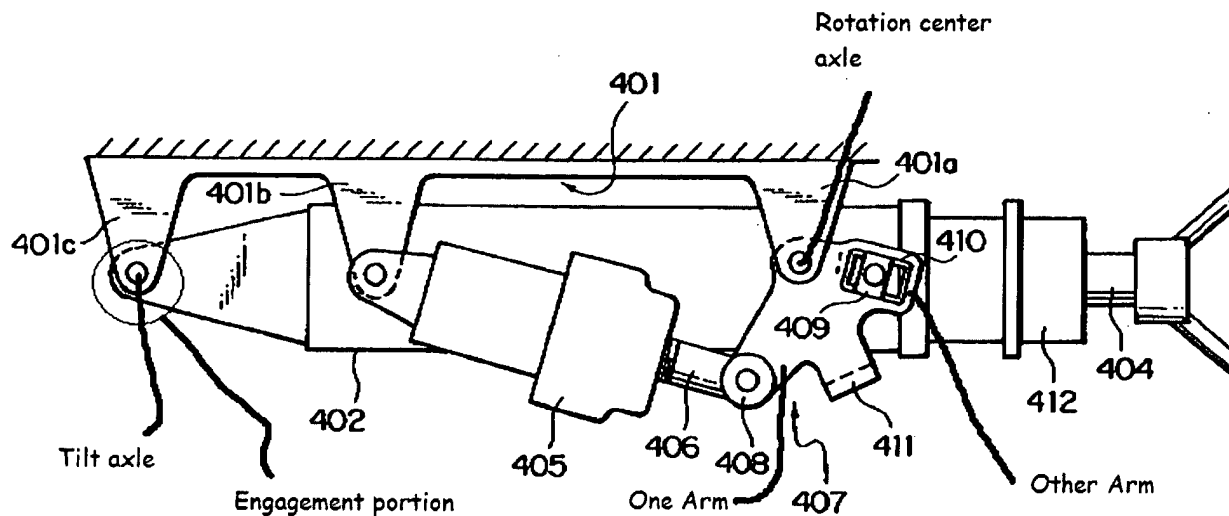 Rotation center
axle
401
401a
401b
401c
410
409
404
412
402
405
406
408
411
407
Tilt axle
Engagement portion
One Arm
Other Arm